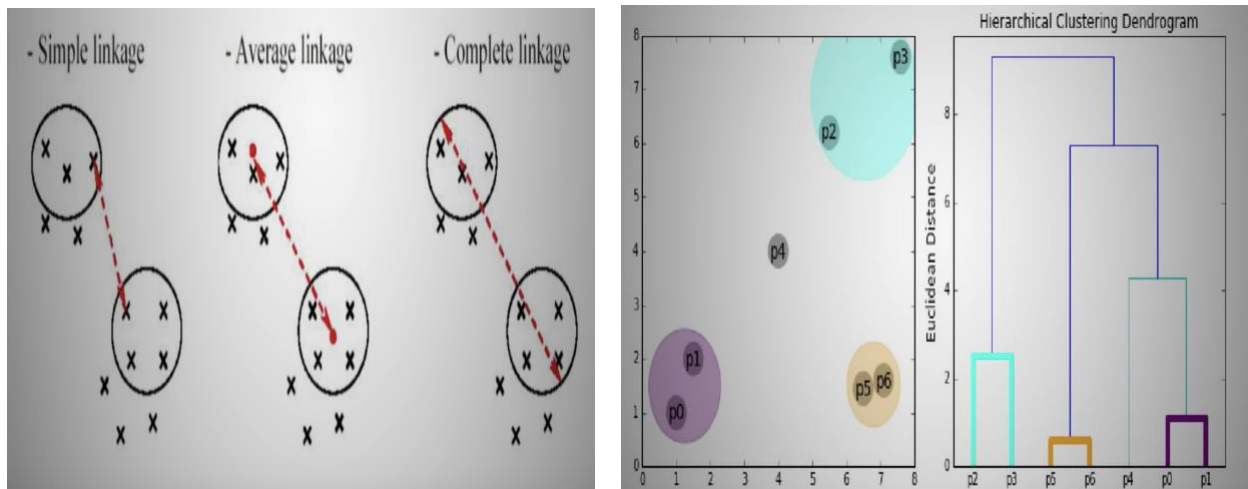 - Simple linkage
- Average linkage
- Complete linkage
Hierarchical Clustering Dendrogram
8
7
6
5
4
3
2
1
0
0 1 2 3 4 5 6 7 8
p3
p2
p4
p1
p0
p5 p6
Euclidean Distance
8
6
4
2
0
p2 p3 p5 p6 p4 p0 p1